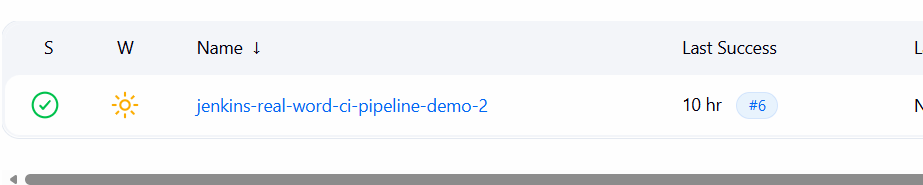 S W Name ↓ Last Success L
jenkins-real-word-ci-pipeline-demo-2 10 hr #6 N